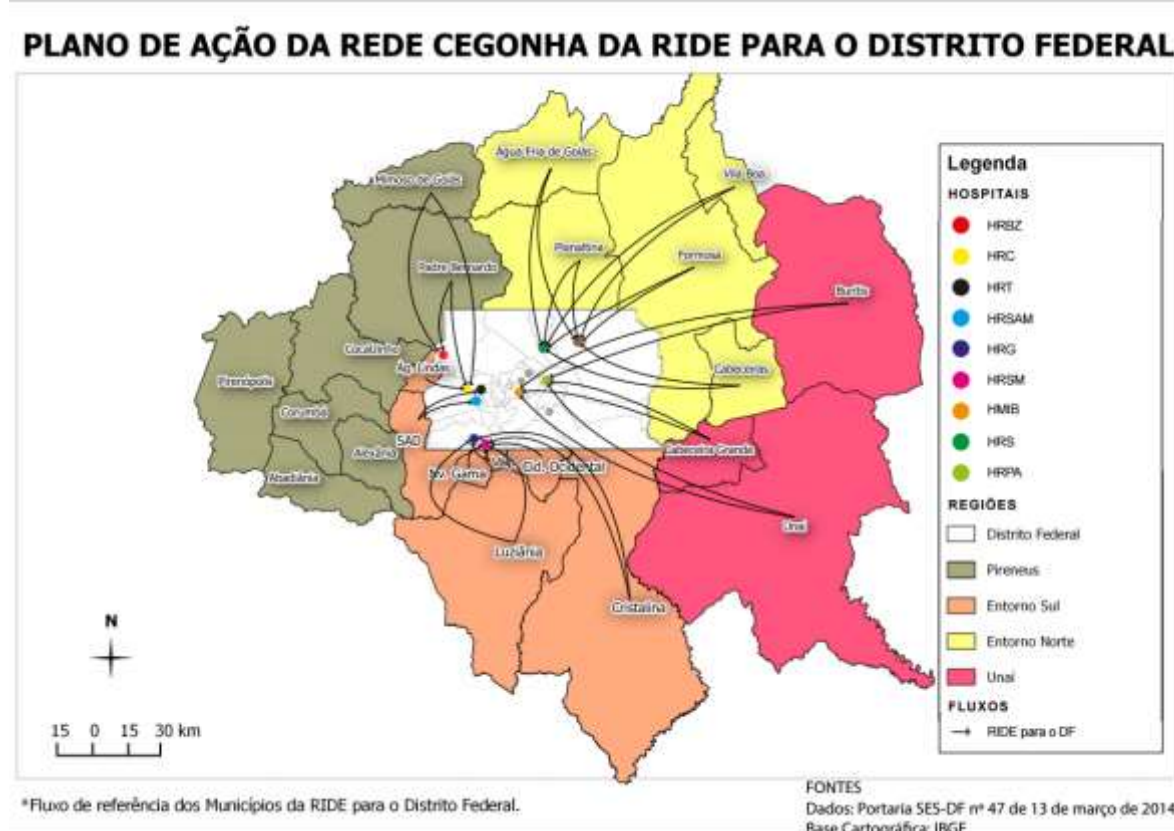 PLANO DE AÇÃO DA REDE CEGONHA DA RIDE PARA O DISTRITO FEDERAL
Água Fria de Goiás
Mimoso de Goiás
Vila Boa
Planaltina
Formosa
Padre Bernardo
Buritis
Cocalzinho
Ág. Lindas
Pirenópolis
Cabeceiras
Corumbá
SAD
Alexânia
Cabeceira Grande
Abadiânia
Nv. Gama
Cid. Ocidental
Unaí
Luziânia
Cristalina
N
15 0 15 30 km
Legenda
HOSPITAIS
HRBZ
HRC
HRT
HRSAM
HRG
HRSM
HMIB
HRS
HRPA
REGIÕES
Distrito Federal
Pireneus
Entorno Sul
Entorno Norte
Unaí
FLUXOS
RIDE para o DF
*Fluxo de referência dos Municípios da RIDE para o Distrito Federal.
FONTES
Dados: Portaria SES-DF nº 47 de 13 de março de 2014
Base Cartográfica: IBGE